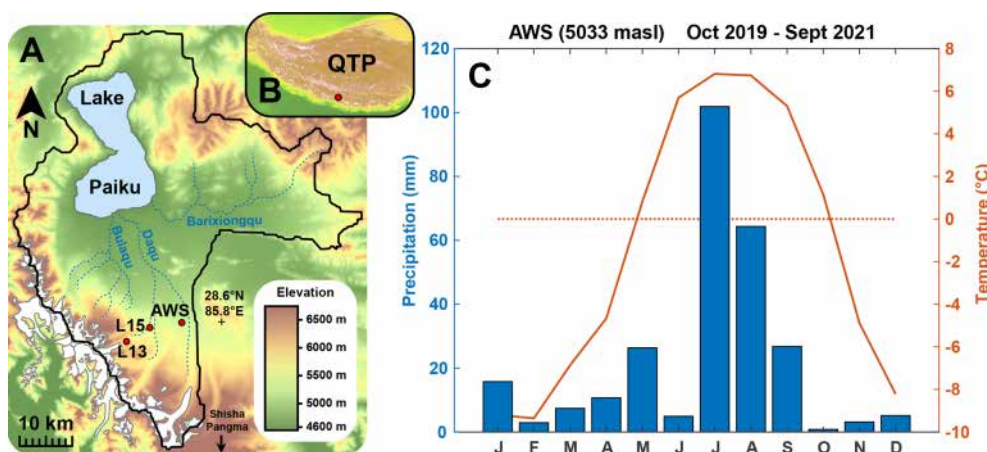 A
B
QTP
Lake
Paiku
N
Barixiongqu
Bulaqu
Daqu
28.6°N
85.8°E
+
AWS
L15
L13
Elevation
6500 m
6000 m
5500 m
5000 m
4600 m
Shisha
Pangma
10 km
AWS (5033 masl) Oct 2019 - Sept 2021
C
Precipitation (mm)
120
100
80
60
40
20
0
Temperature (°C)
8
6
4
2
0
-2
-4
-6
-8
-10
J F M A M J J A S O N D